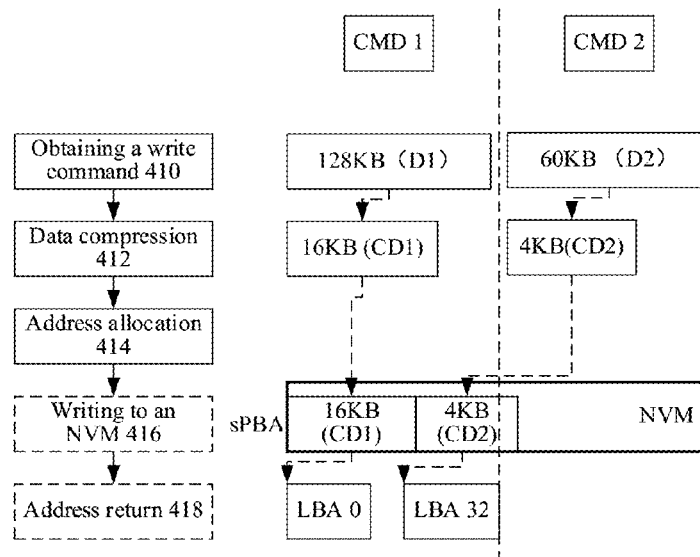 CMD 1
CMD 2
Obtaining a write
command 410
128KB（D1）
60KB （D2）
Data compression
412
16KB (CD1)
4KB(CD2)
Address allocation
414
Writing to an
NVM 416
sPBA
16KB
(CD1)
4KB
(CD2)
NVM
Address return 418
LBA 0
LBA 32